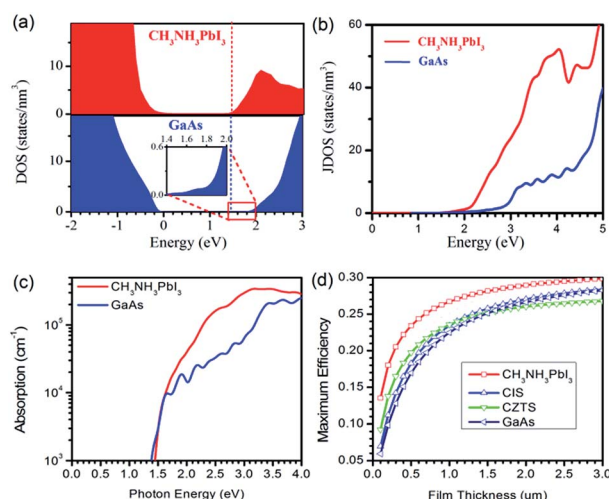 (a)
CH₃NH₃PbI₃
DOS (states/nm³)
10
0
GaAs
1.4 1.6 1.8 2.0
0.6
0.0
10
0
-2 -1 0 1 2 3
Energy (eV)
(b)
CH₃NH₃PbI₃
GaAs
JDOS (states/nm³)
60
40
20
0
0 1 2 3 4 5
Energy (eV)
(c)
CH₃NH₃PbI₃
GaAs
Absorption (cm⁻¹)
10⁵
10⁴
10³
0.0 0.5 1.0 1.5 2.0 2.5 3.0 3.5 4.0
Photon Energy (eV)
(d)
Maximum Efficiency
0.30
0.25
0.20
0.15
0.10
0.05
CH₃NH₃PbI₃
CIS
CZTS
GaAs
0.0 0.5 1.0 1.5 2.0 2.5 3.0
Film Thickness (um)